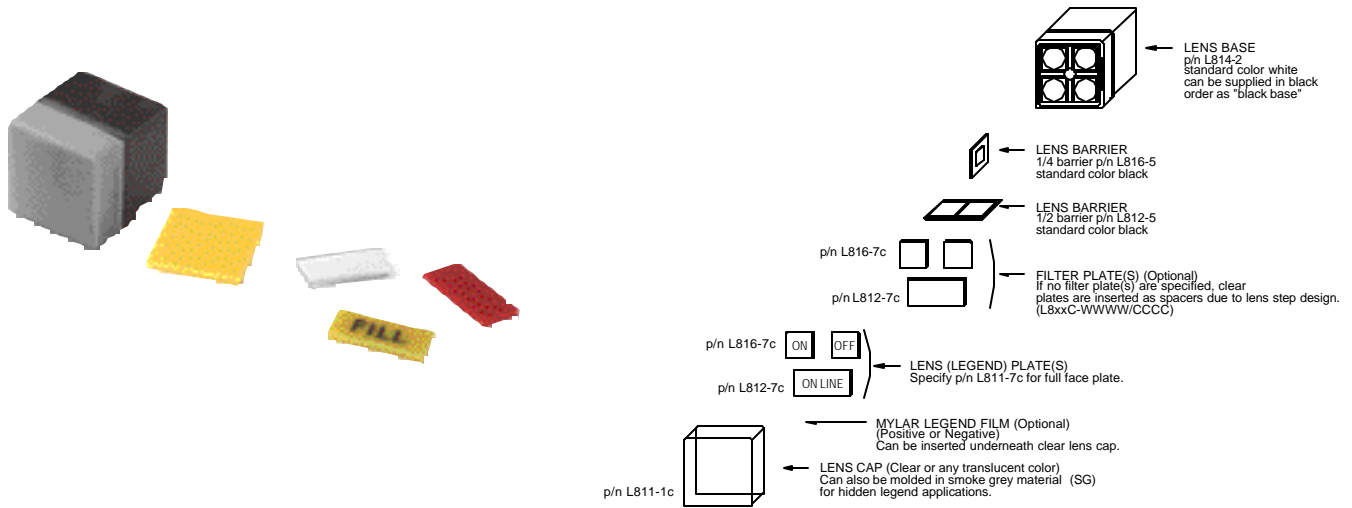 LENS BASE
p/n L814-2
standard color white
can be supplied in black
order as "black base"
LENS BARRIER
1/4 barrier p/n L816-5
standard color black
LENS BARRIER
1/2 barrier p/n L812-5
standard color black
p/n L816-7c
p/n L812-7c
FILTER PLATE(S) (Optional)
If no filter plate(s) are specified, clear
plates are inserted as spacers due to lens step design.
(L8xxC-WWWW/CCCC)
FILL
p/n L816-7c
ON
OFF
p/n L812-7c
ON LINE
LENS (LEGEND) PLATE(S)
Specify p/n L811-7c for full face plate.
MYLAR LEGEND FILM (Optional)
(Positive or Negative)
Can be inserted underneath clear lens cap.
p/n L811-1c
LENS CAP (Clear or any translucent color)
Can also be molded in smoke grey material (SG)
for hidden legend applications.